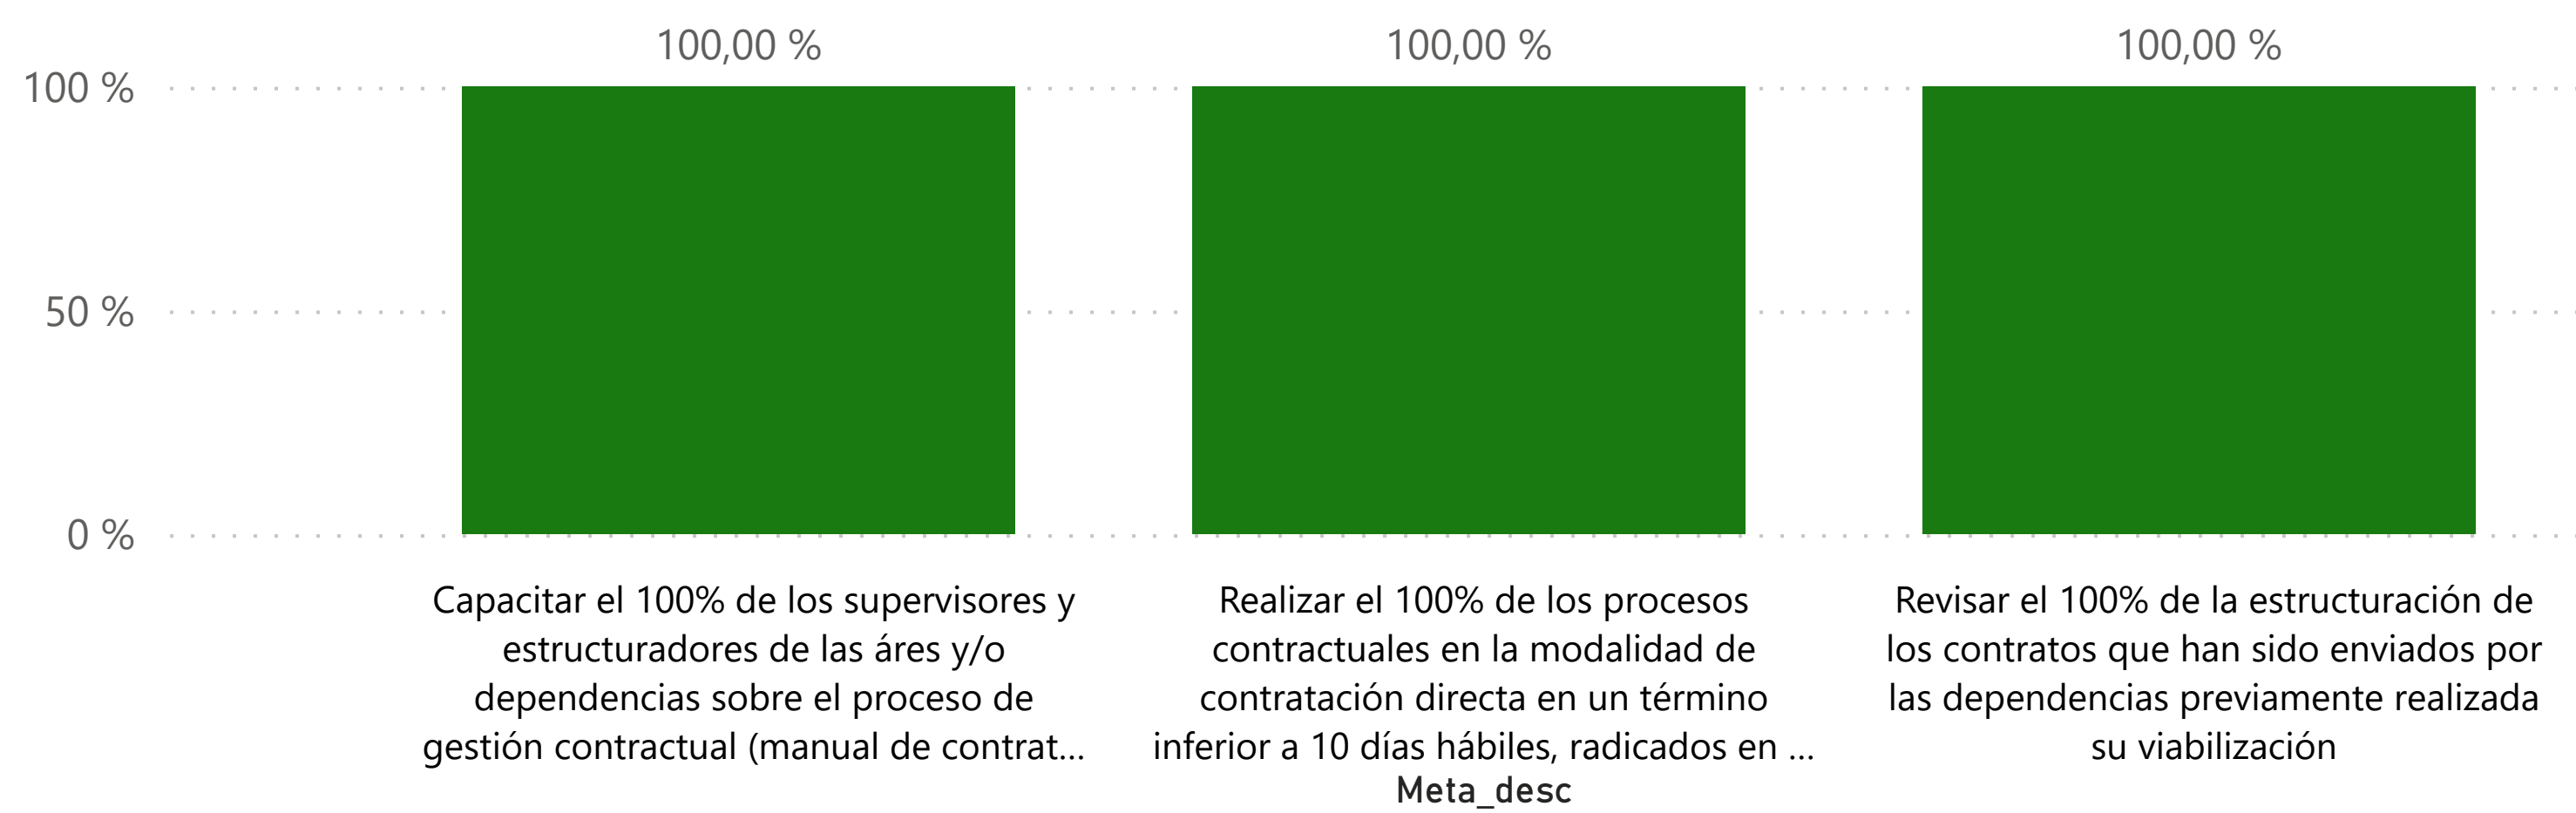 100,00 %
100,00 %
100,00 %
100 %
50 %
0 %
Capacitar el 100% de los supervisores y
estructuradores de las áres y/o
dependencias sobre el proceso de
gestión contractual (manual de contrat...
Realizar el 100% de los procesos
contractuales en la modalidad de
contratación directa en un término
inferior a 10 días hábiles, radicados en ...
Revisar el 100% de la estructuración de
los contratos que han sido enviados por
las dependencias previamente realizada
su viabilización
Meta_desc